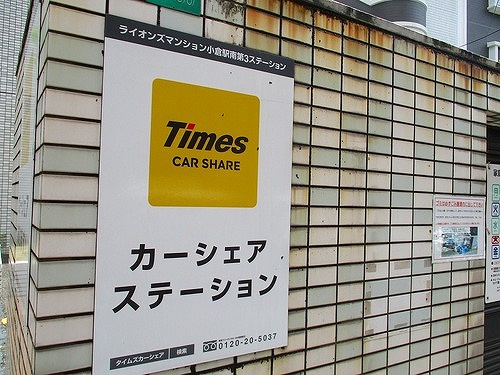 ライオンズマンション小倉駅南第3ステーション
Times
CAR SHARE
カーシェア
ステーション
タイムズカーシェア 検索
0120-20-5037